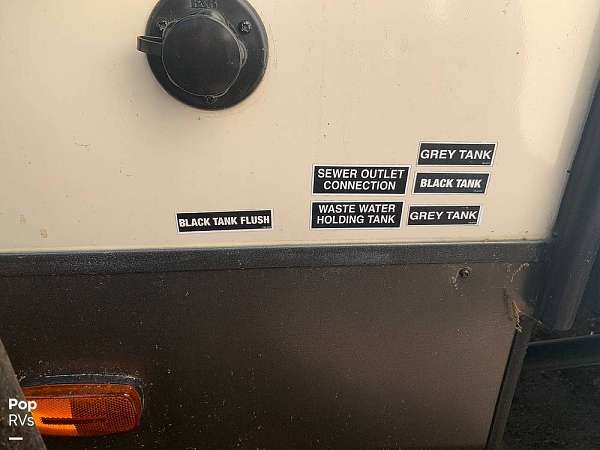 GREY TANK
SEWER OUTLET
CONNECTION
BLACK TANK
WASTE WATER
HOLDING TANK
GREY TANK
BLACK TANK FLUSH
Pop
RVs